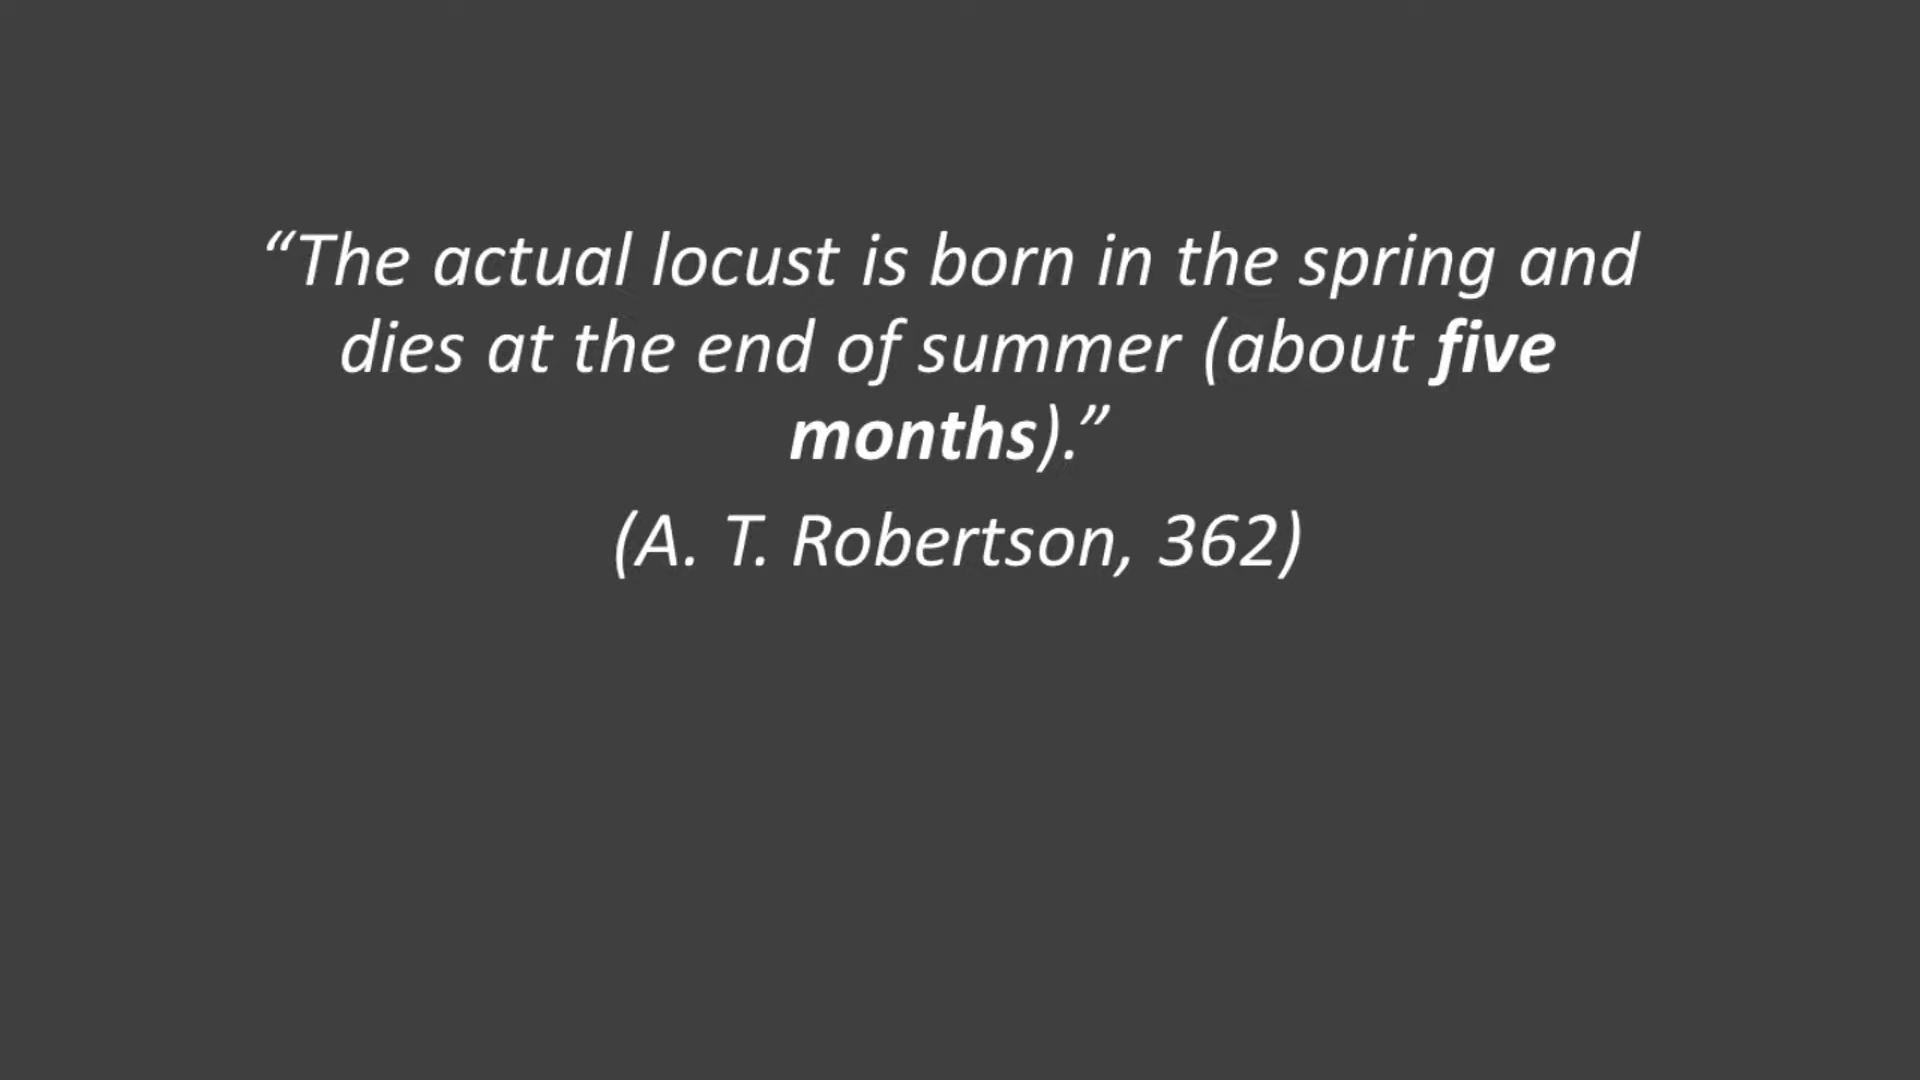 “The actual locust is born in the spring and
dies at the end of summer (about five
months).”
(A. T. Robertson, 362)